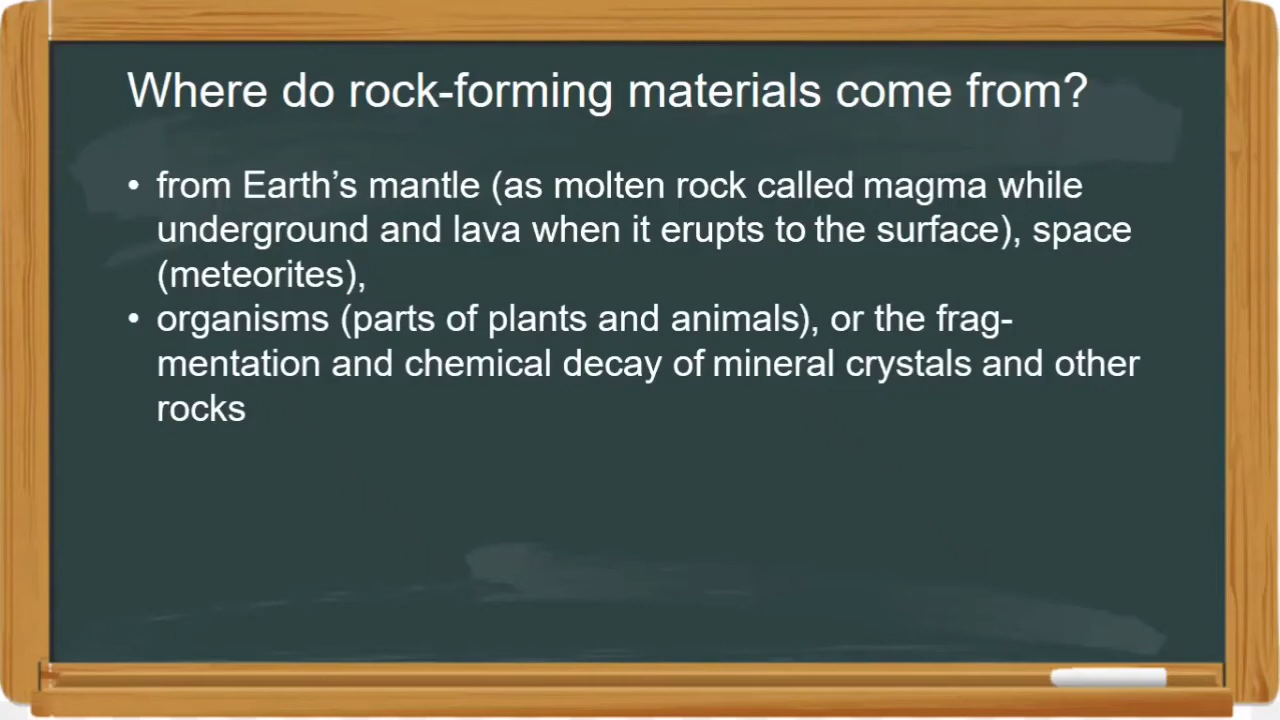 Where do rock-forming materials come from?
• from Earth’s mantle (as molten rock called magma while
underground and lava when it erupts to the surface), space
(meteorites),
• organisms (parts of plants and animals), or the frag-
mentation and chemical decay of mineral crystals and other
rocks